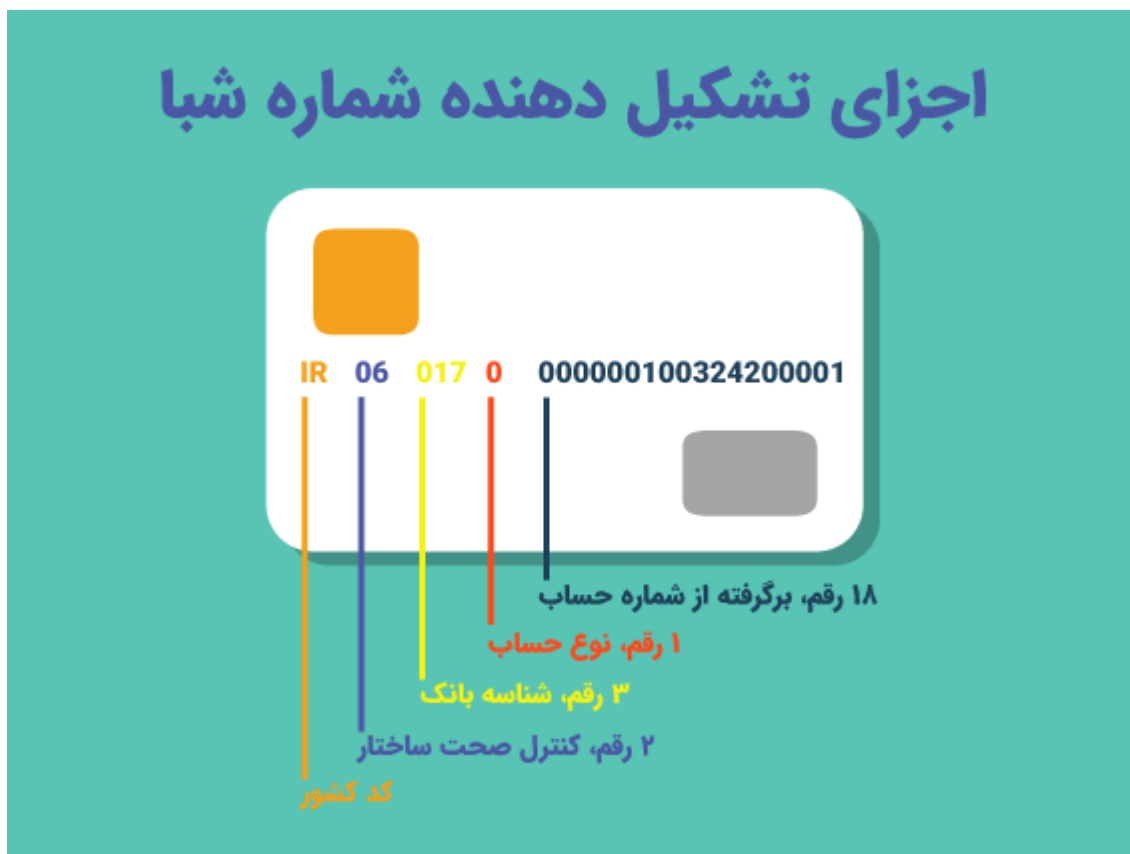 اجزای تشکیل دهنده شماره شبا
IR 06 017 0 000000100324200001
۱۸ رقم، برگرفته از شماره حساب
۱ رقم، نوع حساب
۳ رقم، شناسه بانک
۲ رقم، کنترل صحت ساختار
کد کشور